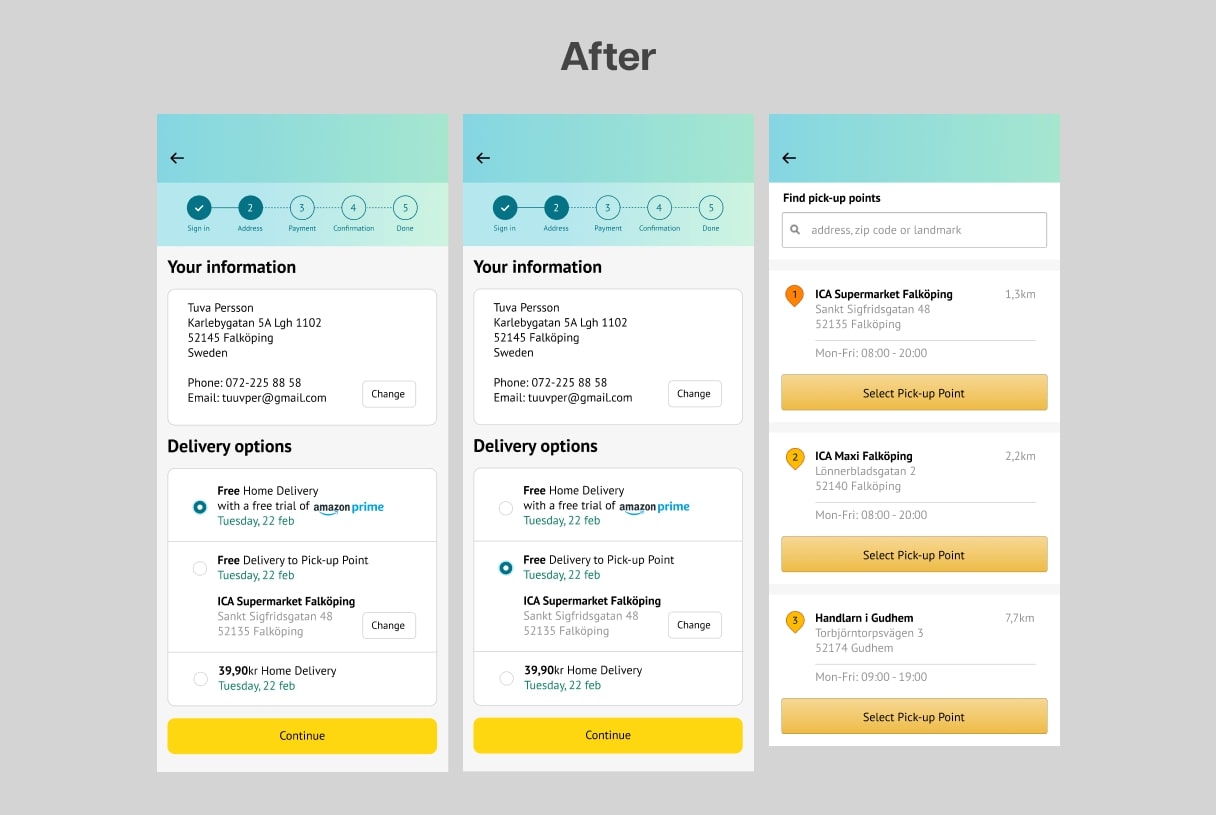 After
2
3
4
5
Sign in
Address
Payment
Confirmation
Done
Your information
Tuva Persson
Karlebygatan 5A Lgh 1102
52145 Falköping
Sweden
Phone: 072-225 88 58
Email: tuuvper@gmail.com
Change
Delivery options
Free Home Delivery
with a free trial of amazon prime
Tuesday, 22 feb
Free Delivery to Pick-up Point
Tuesday, 22 feb
ICA Supermarket Falköping
Sankt Sigfridsgatan 48
52135 Falköping
Change
39,90kr Home Delivery
Tuesday, 22 feb
Continue
2
3
4
5
Sign in
Address
Payment
Confirmation
Done
Your information
Tuva Persson
Karlebygatan 5A Lgh 1102
52145 Falköping
Sweden
Phone: 072-225 88 58
Email: tuuvper@gmail.com
Change
Delivery options
Free Home Delivery
with a free trial of amazon prime
Tuesday, 22 feb
Free Delivery to Pick-up Point
Tuesday, 22 feb
ICA Supermarket Falköping
Sankt Sigfridsgatan 48
52135 Falköping
Change
39,90kr Home Delivery
Tuesday, 22 feb
Continue
Find pick-up points
address, zip code or landmark
1
ICA Supermarket Falköping
1,3km
Sankt Sigfridsgatan 48
52135 Falköping
Mon-Fri: 08:00 - 20:00
Select Pick-up Point
2
ICA Maxi Falköping
2,2km
Lönnerbladsgatan 2
52140 Falköping
Mon-Fri: 08:00 - 20:00
Select Pick-up Point
3
Handlarn i Gudhem
7,7km
Torbjörntorpsvägen 3
52174 Gudhem
Mon-Fri: 09:00 - 19:00
Select Pick-up Point